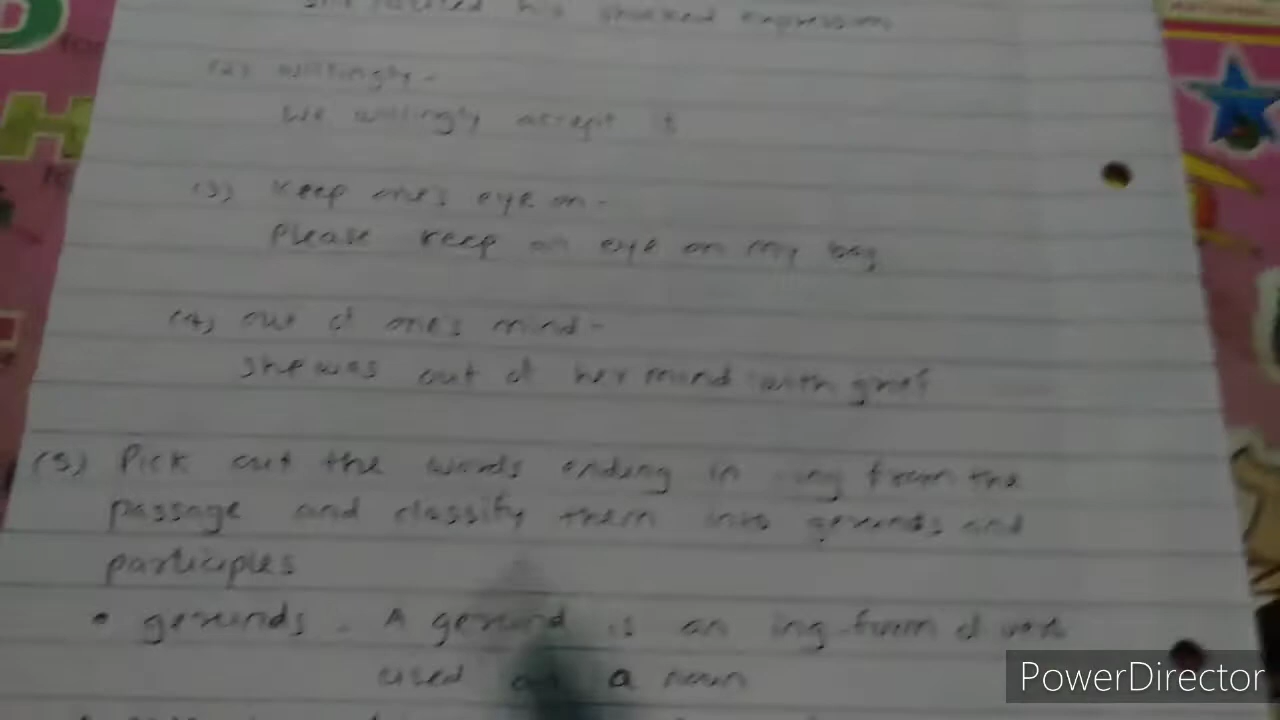 shocked expression
(2) willingly -
We willingly accept it
(3) Keep one's eye on -
Please keep an eye on my bag
(4) out of one's mind -
She was out of her mind with grief
(5) Pick out the words ending in ing from the
passage and classify them into gerunds and
participles
• gerunds - A gerund is an ing-form of verb
used as a noun
PowerDirector